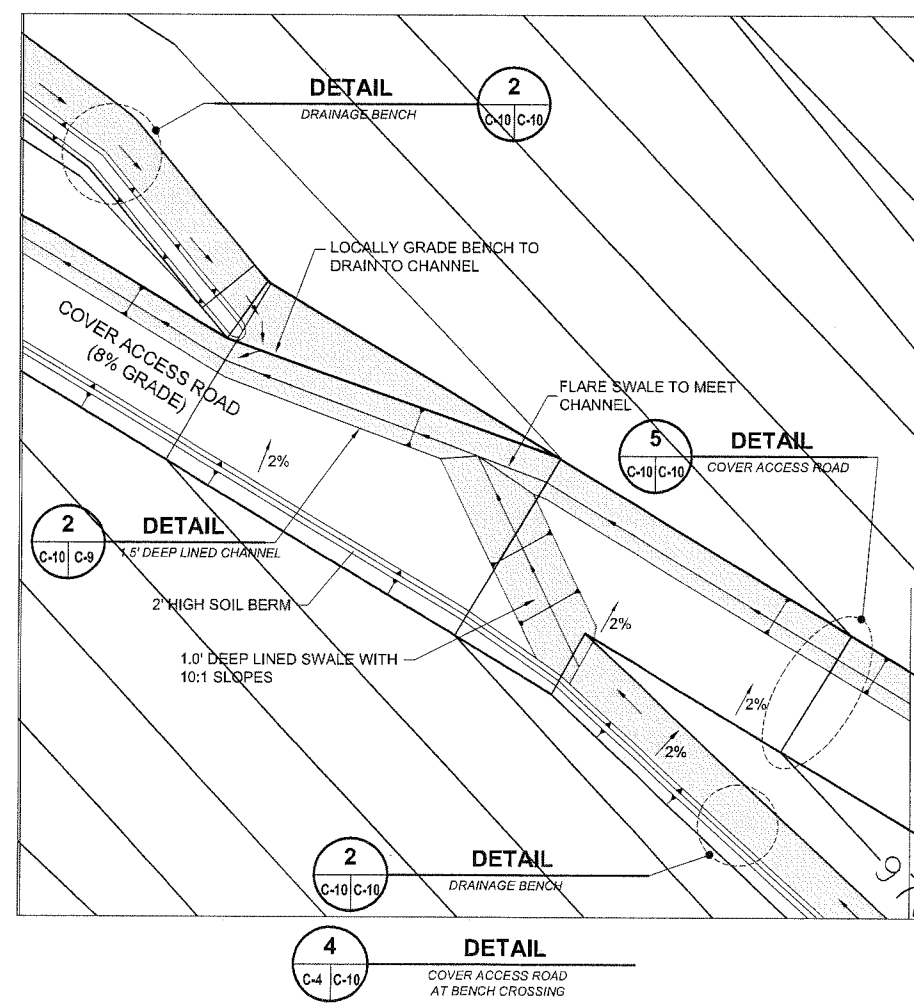 DETAIL
DRAINAGE BENCH
2
C-10 C-10
LOCALLY GRADE BENCH TO
DRAIN TO CHANNEL
COVER ACCESS ROAD
(8% GRADE)
FLARE SWALE TO MEET
CHANNEL
5
C-10 C-10
DETAIL
COVER ACCESS ROAD
2%
2
C-10 C-9
DETAIL
1.5' DEEP LINED CHANNEL
2' HIGH SOIL BERM
1.0' DEEP LINED SWALE WITH
10:1 SLOPES
2%
2%
2%
2
C-10 C-10
DETAIL
DRAINAGE BENCH
4
C-4 C-10
DETAIL
COVER ACCESS ROAD
AT BENCH CROSSING